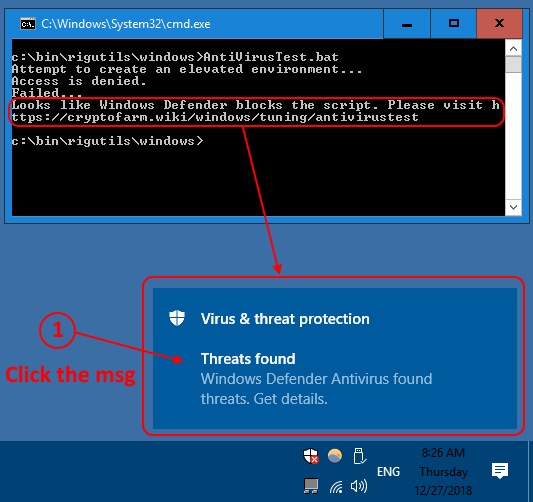 C:\Windows\System32\cmd.exe
c:\bin\rigutils\windows>AntiVirusTest.bat
Attempt to create an elevated environment...
Access is denied.
Failed...
Looks like Windows Defender blocks the script. Please visit h
ttps://cryptofarm.wiki/windows/tuning/antivirustest
c:\bin\rigutils\windows>
Virus & threat protection
1
Threats found
Click the msg
Windows Defender Antivirus found
threats. Get details.
8:26 AM
ENG
Thursday
12/27/2018